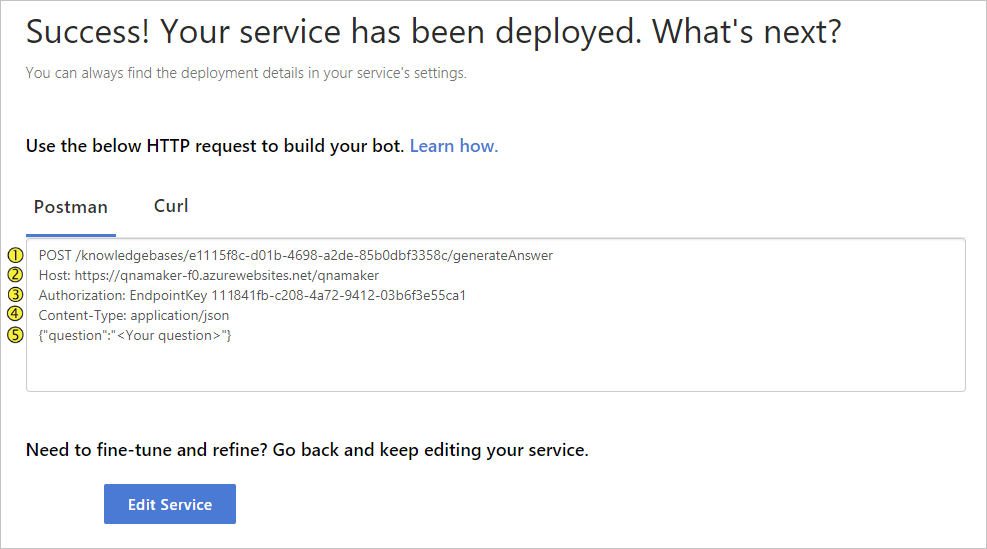 Success! Your service has been deployed. What's next?
You can always find the deployment details in your service's settings.
Use the below HTTP request to build your bot. Learn how.
Postman Curl
1 POST /knowledgebases/e1115f8c-d01b-4698-a2de-85b0dbf3358c/generateAnswer
2 Host: https://qnamaker-f0.azurewebsites.net/qnamaker
3 Authorization: EndpointKey 111841fb-c208-4a72-9412-03b6f3e55ca1
4 Content-Type: application/json
5 {"question":"<Your question>"}
Need to fine-tune and refine? Go back and keep editing your service.
Edit Service